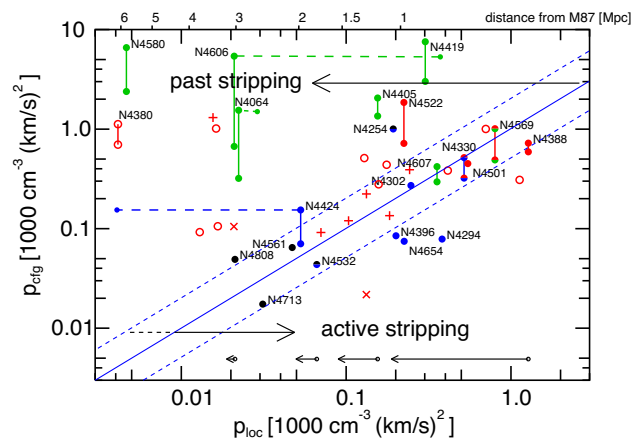 6 5 4 3 2 1.5 1 distance from M87 [Mpc]
10
N4580
N4606
N4419
past stripping
N4405
N4064
N4522
N4380
1.0
N4254
N4569
N4330
N4388
N4607
N4302
N4501
N4424
0.1
N4561
N4396
N4294
N4808
N4654
N4532
N4713
0.01
active stripping
0.01 0.1 1.0
p_cfg [1000 cm⁻³ (km/s)²]
p_loc [1000 cm⁻³ (km/s)²]